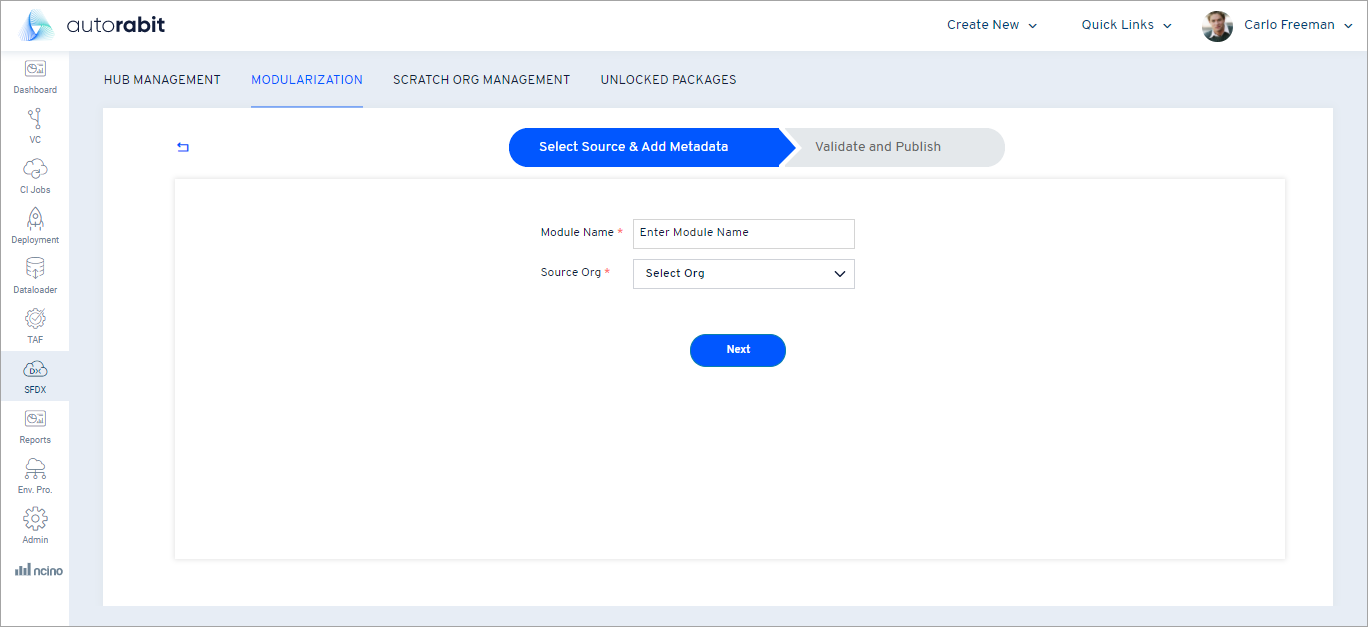 autorabit
Create New
Quick Links
Carlo Freeman
Dashboard
VC
CI Jobs
Deployment
Dataloader
TAF
DX
SFDX
Reports
Env. Pro.
Admin
ncino
HUB MANAGEMENT
MODULARIZATION
SCRATCH ORG MANAGEMENT
UNLOCKED PACKAGES
Select Source & Add Metadata
Validate and Publish
Module Name * Enter Module Name
Source Org * Select Org
Next